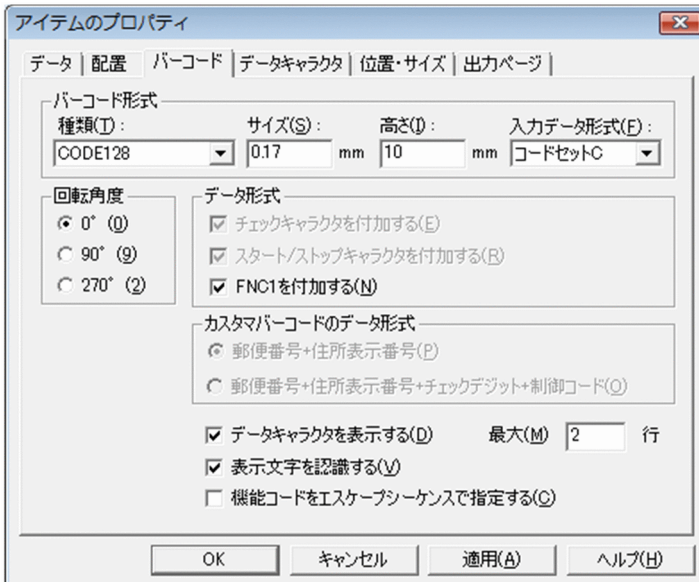 アイテムのプロパティ
データ 配置 バーコード データキャラクタ 位置・サイズ 出力ページ
バーコード形式
種類(T): サイズ(S): 高さ(I): 入力データ形式(F):
CODE128 0.17 mm 10 mm コードセットC
回転角度 データ形式
0°(0) チェックキャラクタを付加する(E)
90°(9) スタート/ストップキャラクタを付加する(R)
270°(2) FNC1を付加する(N)
カスタマバーコードのデータ形式
郵便番号+住所表示番号(P)
郵便番号+住所表示番号+チェックデジット+制御コード(O)
データキャラクタを表示する(D) 最大(M) 2 行
表示文字を認識する(V)
機能コードをエスケープシーケンスで指定する(C)
OK キャンセル 適用(A) ヘルプ(H)